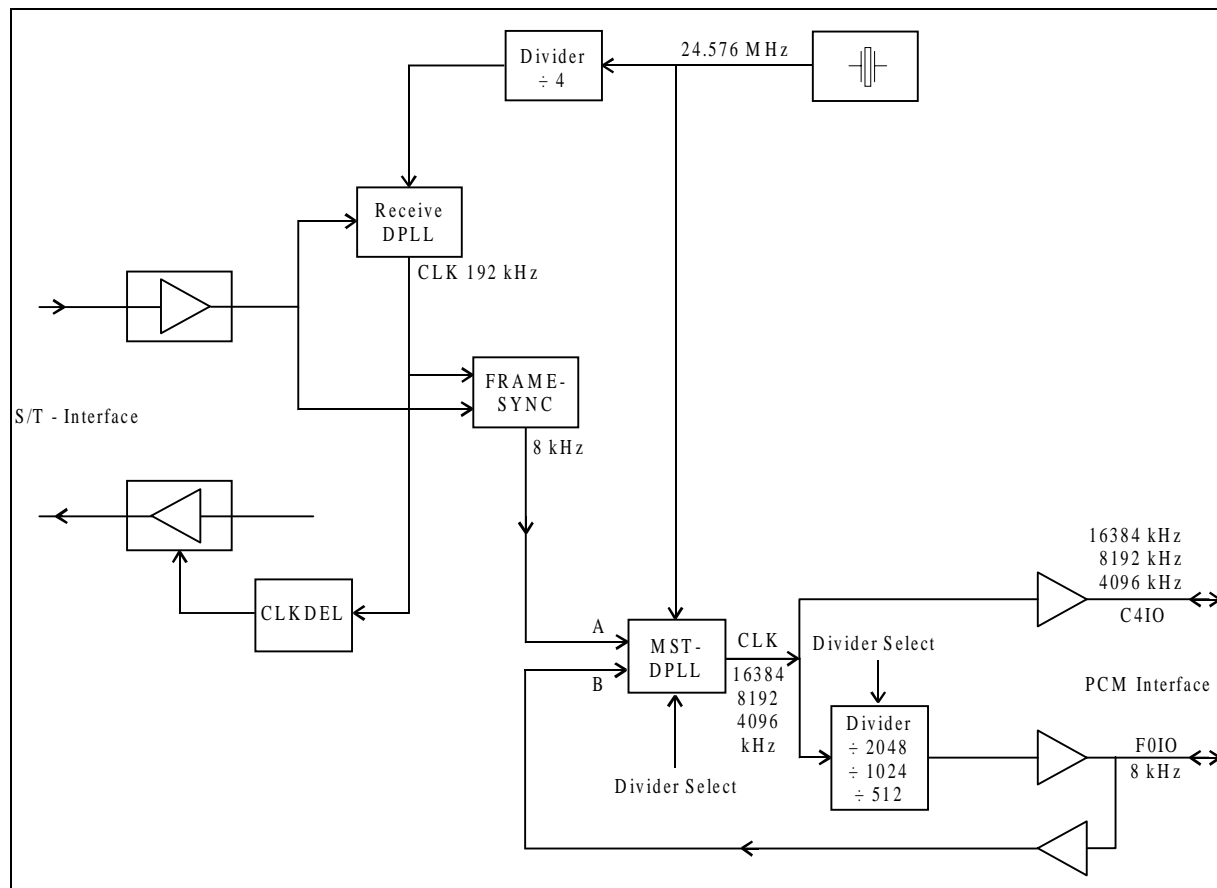 24.576 MHz
Divider
÷ 4
Receive
DPLL
CLK 192 kHz
FRAME-
SYNC
8 kHz
S/T - Interface
CLKDEL
A
B
MST-
DPLL
Divider Select
CLK
16384
8192
4096
kHz
Divider Select
Divider
÷ 2048
÷ 1024
÷ 512
16384 kHz
8192 kHz
4096 kHz
C4IO
PCM Interface
F0IO
8 kHz